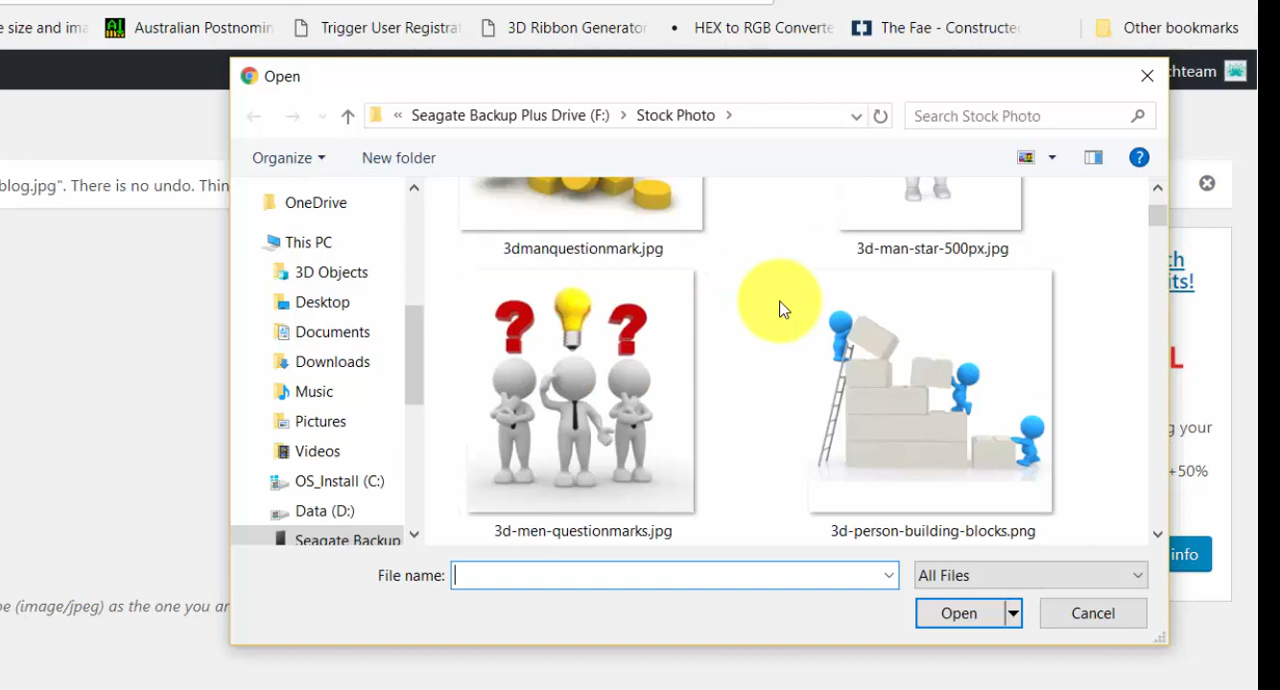 e size and ima Australian Postnomin Trigger User Registrat 3D Ribbon Generator HEX to RGB Converte The Fae - Constructe Other bookmarks
Open
chteam
« Seagate Backup Plus Drive (F:) > Stock Photo >
Search Stock Photo
Organize
New folder
?
blog.jpg". There is no undo. Thin
OneDrive
This PC
3D Objects
Desktop
Documents
Downloads
Music
Pictures
Videos
OS_Install (C:)
Data (D:)
Seagate Backup
3dmanquestionmark.jpg
3d-man-star-500px.jpg
3d-men-questionmarks.jpg
3d-person-building-blocks.png
th
its!
L
g your
+50%
info
File name:
All Files
Open
Cancel
pe (image/jpeg) as the one you ar